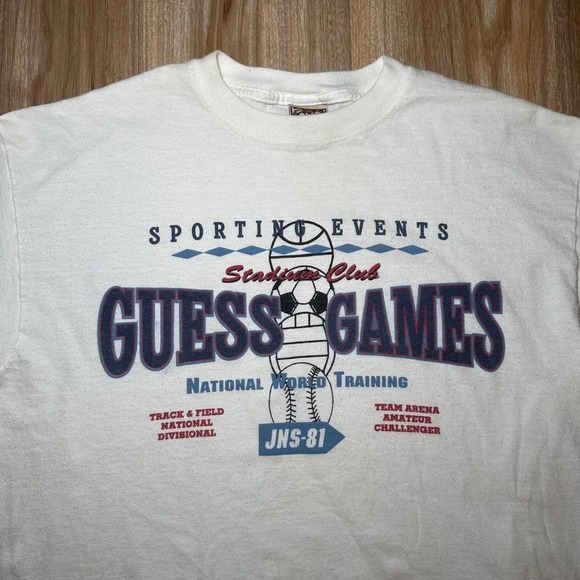 SPORTING EVENTS
Stadium Club
GUESS GAMES
NATIONAL WORLD TRAINING
TRACK & FIELD
NATIONAL
DIVISIONAL
TEAM ARENA
AMATEUR
CHALLENGER
JNS-81